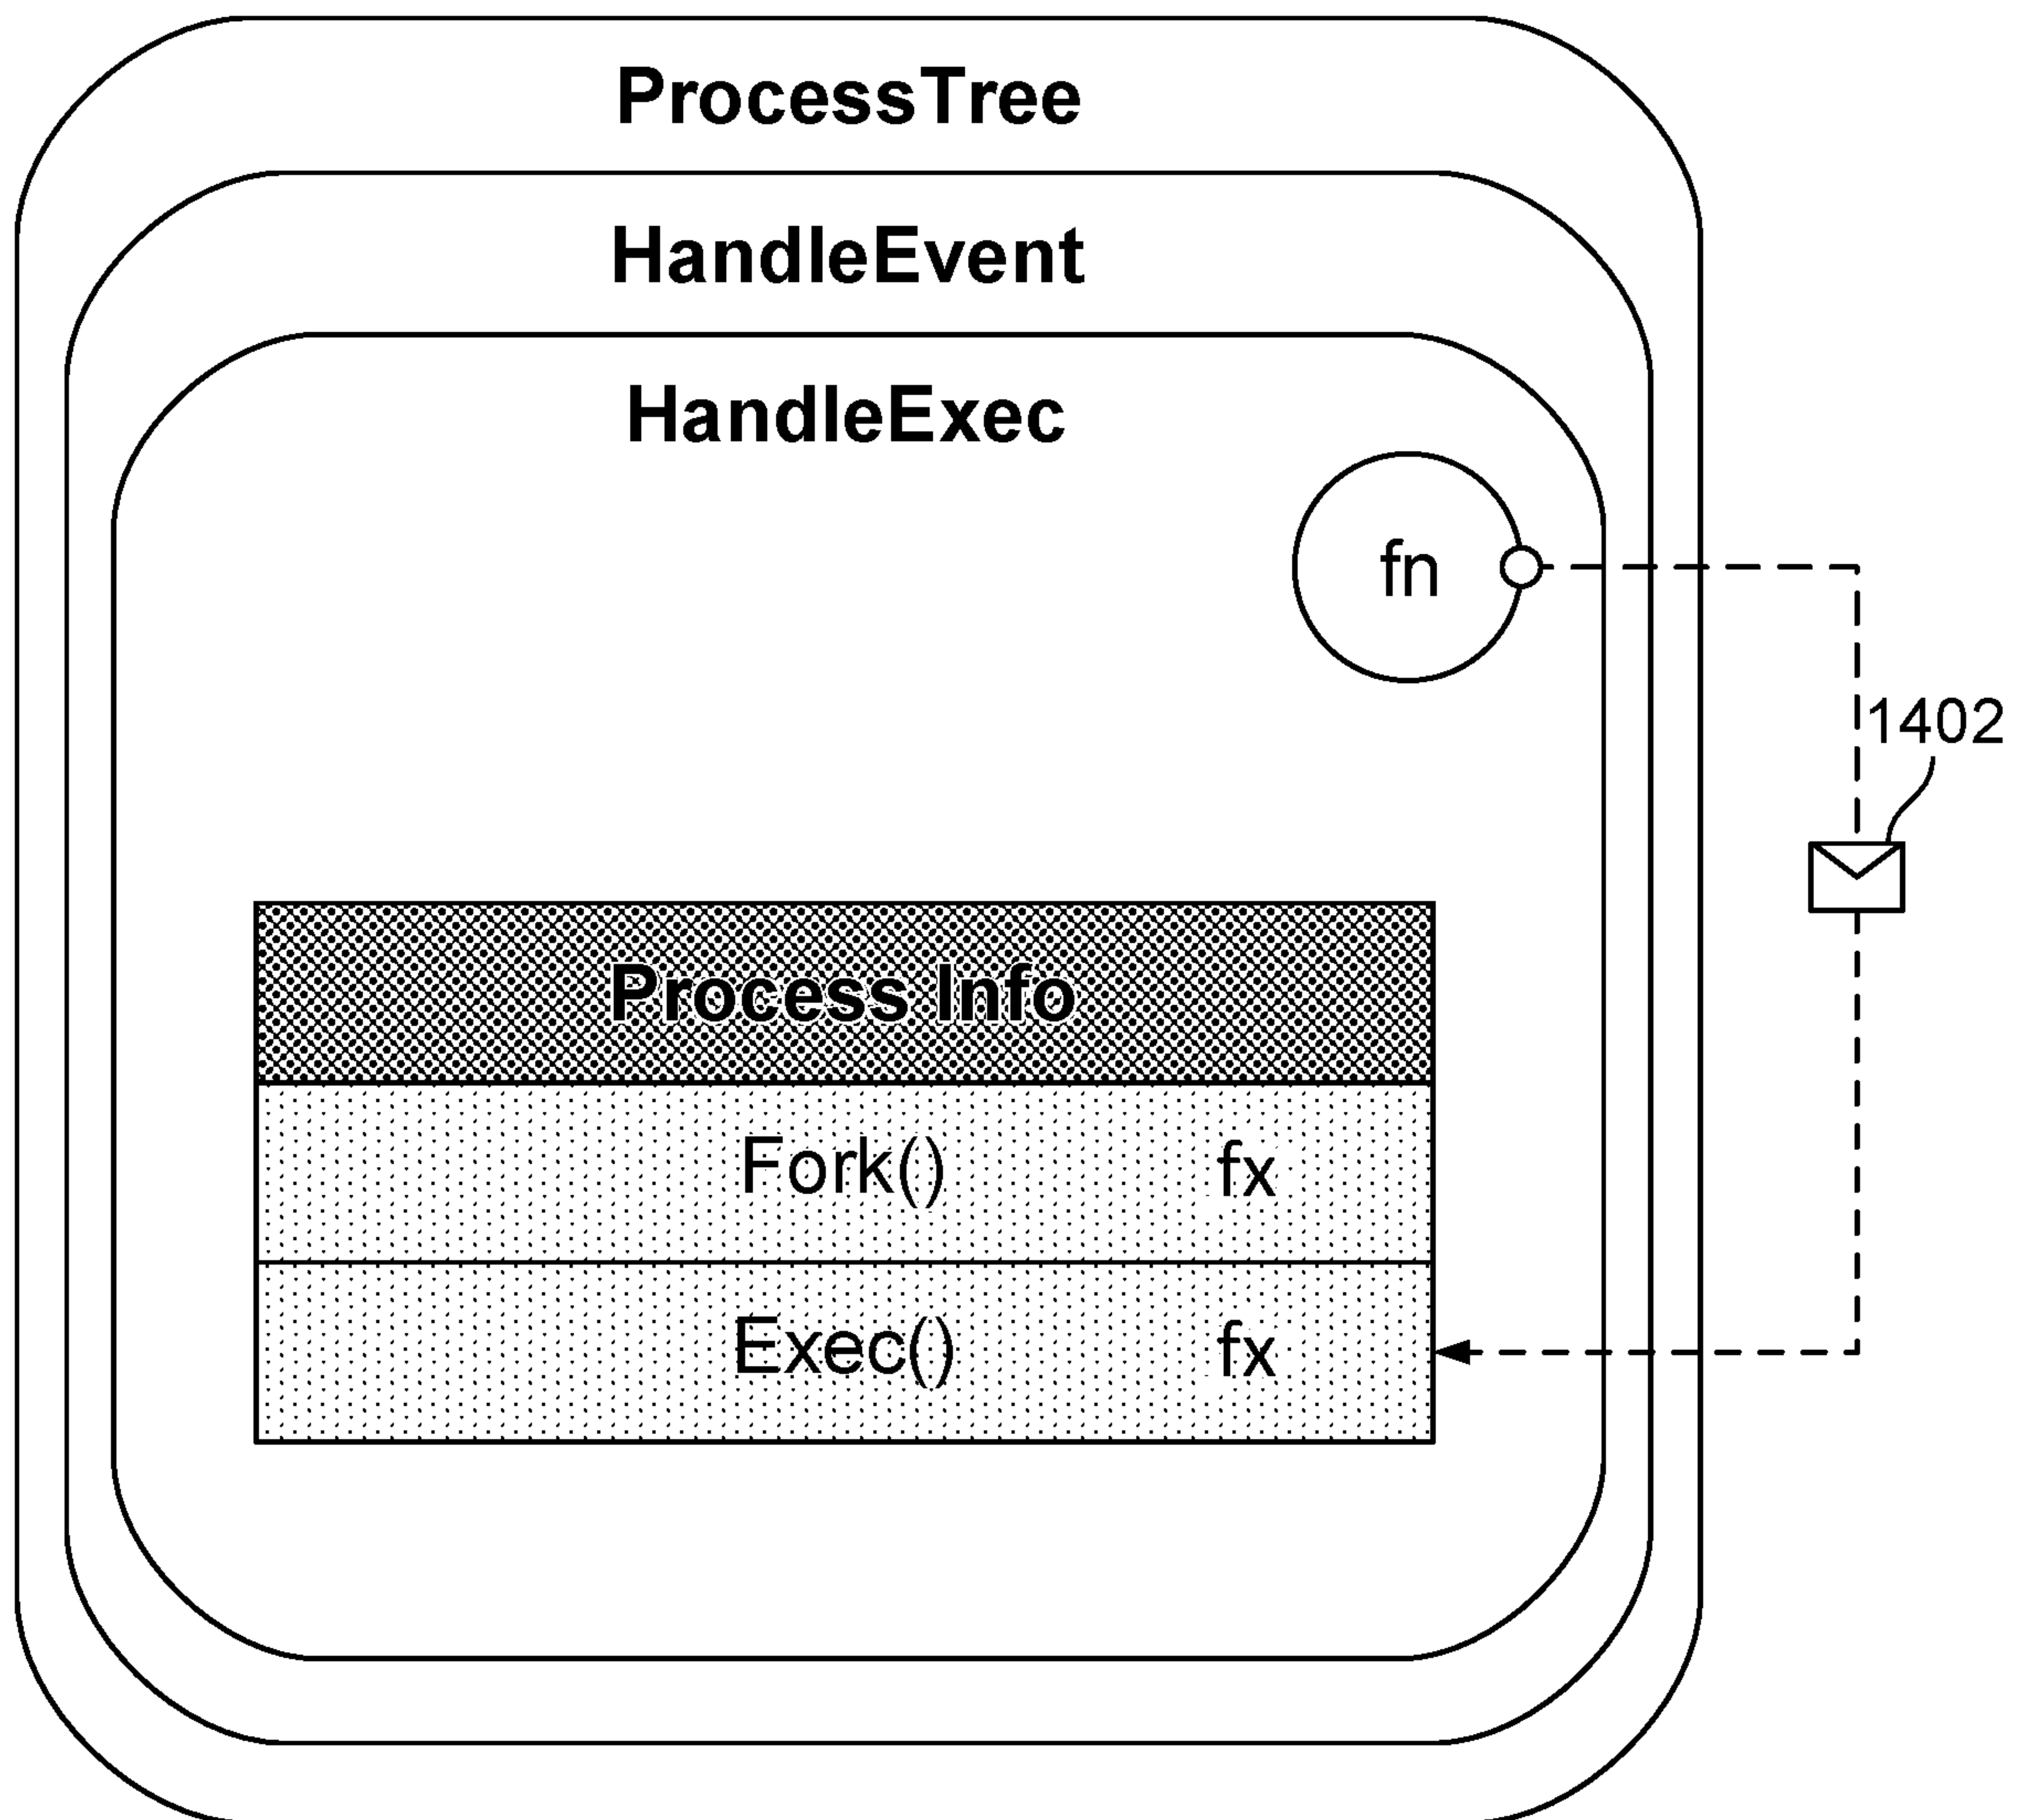 ProcessTree
HandleEvent
HandleExec
fn
1402
Process Info
Fork() fx
Exec() fx